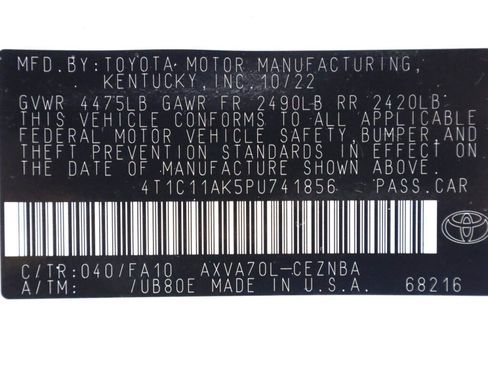 MFD.BY:TOYOTA MOTOR MANUFACTURING,
KENTUCKY,INC.10/22
GVWR 4475LB GAWR FR 2490LB RR 2420LB
THIS VEHICLE CONFORMS TO ALL APPLICABLE
FEDERAL MOTOR VEHICLE SAFETY,BUMPER,AND
THEFT PREVENTION STANDARDS IN EFFECT ON
THE DATE OF MANUFACTURE SHOWN ABOVE.
4T1C11AK5PU741856 PASS.CAR
C/TR:040/FA10 AXVA70L-CEZNBA
A/TM: /UB80E MADE IN U.S.A. 68216